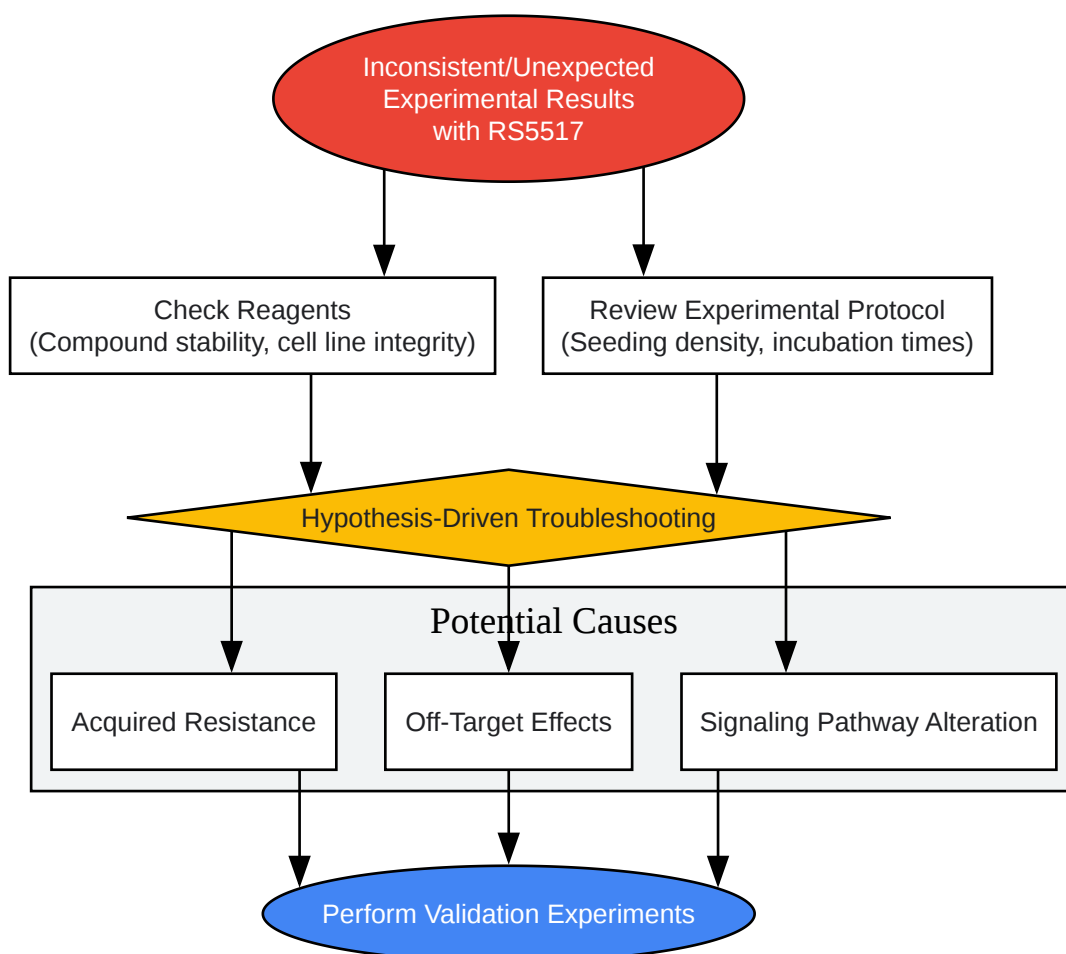 Inconsistent/Unexpected
Experimental Results
with RS5517
Check Reagents
(Compound stability, cell line integrity)
Review Experimental Protocol
(Seeding density, incubation times)
Hypothesis-Driven Troubleshooting
Potential Causes
Acquired Resistance
Off-Target Effects
Signaling Pathway Alteration
Perform Validation Experiments